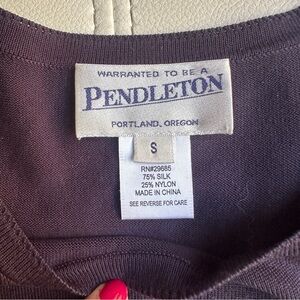 WARRANTED TO BE A
PENDLETON
PORTLAND, OREGON
S
RN#29685
75% SILK
25% NYLON
MADE IN CHINA
SEE REVERSE FOR CARE